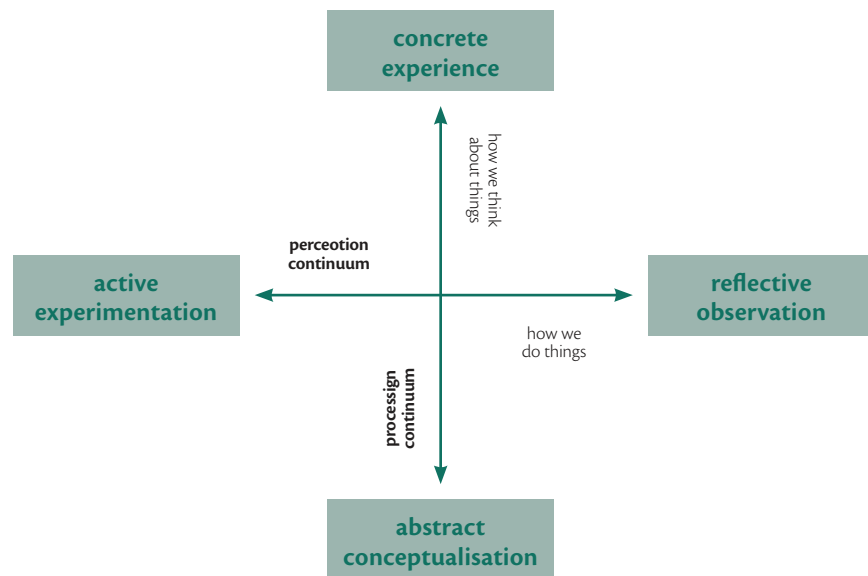 concrete
experience
how we think
about things
perceotion
continuum
active
experimentation
reflective
observation
how we
do things
processign
continuum
abstract
conceptualisation